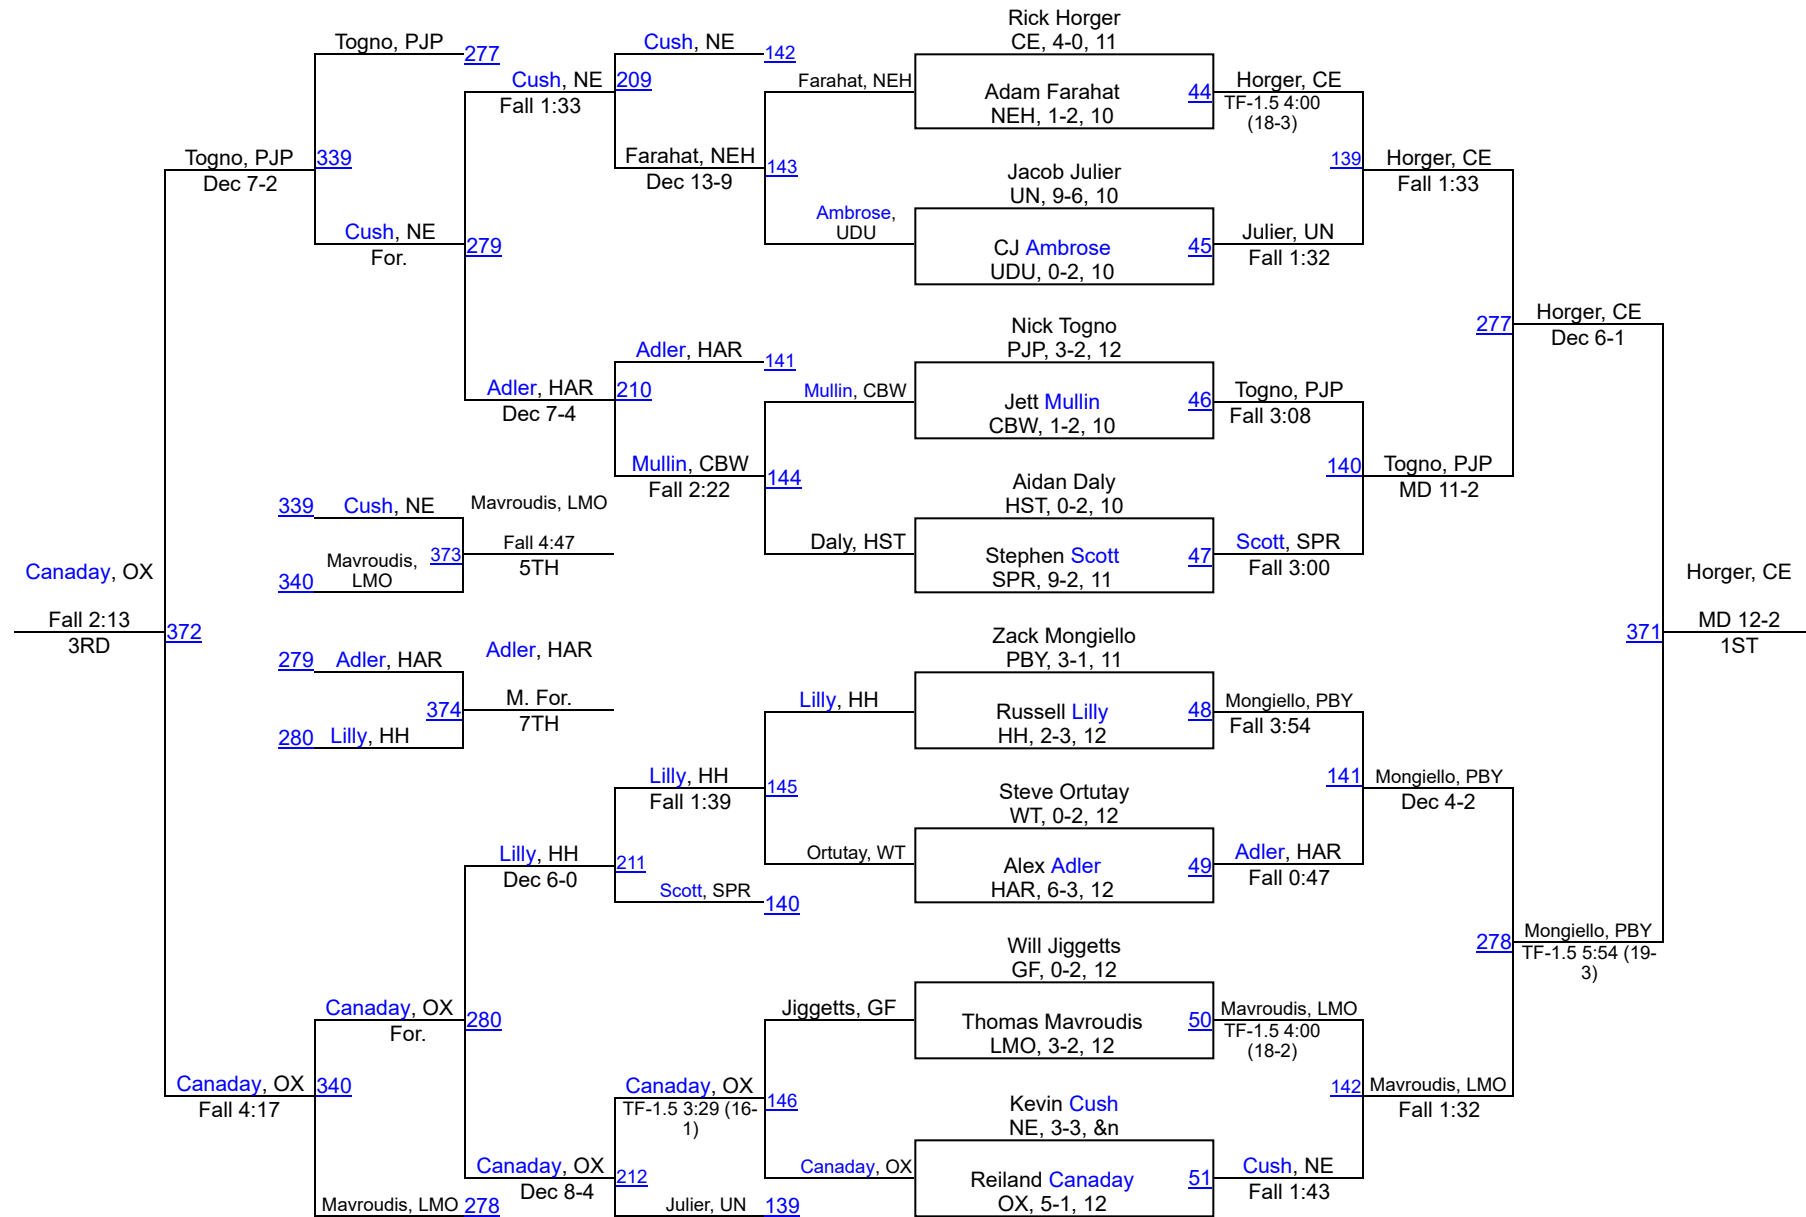 Rick Horger
CE, 4-0, 11
Togno, PJP
277
Cush, NE
142
Cush, NE
Fall 1:33
209
Farahat, NEH
Adam Farahat
NEH, 1-2, 10
44
Horger, CE
TF-1.5 4:00
(18-3)
Togno, PJP
Dec 7-2
339
Farahat, NEH
Dec 13-9
143
Jacob Julier
UN, 9-6, 10
139
Horger, CE
Fall 1:33
Cush, NE
For.
279
Ambrose,
UDU
CJ Ambrose
UDU, 0-2, 10
45
Julier, UN
Fall 1:32
Nick Togno
PJP, 3-2, 12
277
Horger, CE
Dec 6-1
Adler, HAR
141
Adler, HAR
Dec 7-4
210
Mullin, CBW
Jett Mullin
CBW, 1-2, 10
46
Togno, PJP
Fall 3:08
Mullin, CBW
Fall 2:22
144
Aidan Daly
HST, 0-2, 10
140
Togno, PJP
MD 11-2
339
Cush, NE
Mavroudis, LMO
Mavroudis,
LMO
340
373
Fall 4:47
5TH
Daly, HST
Stephen Scott
SPR, 9-2, 11
47
Scott, SPR
Fall 3:00
Canaday, OX
Fall 2:13
3RD
372
Horger, CE
MD 12-2
1ST
371
279
Adler, HAR
Adler, HAR
374
M. For.
7TH
280
Lilly, HH
Zack Mongiello
PBY, 3-1, 11
Lilly, HH
Russell Lilly
HH, 2-3, 12
48
Mongiello, PBY
Fall 3:54
Lilly, HH
Fall 1:39
145
Steve Ortutay
WT, 0-2, 12
141
Mongiello, PBY
Dec 4-2
Lilly, HH
Dec 6-0
211
Ortutay, WT
Alex Adler
HAR, 6-3, 12
49
Adler, HAR
Fall 0:47
Scott, SPR
140
Will Jiggetts
GF, 0-2, 12
278
Mongiello, PBY
TF-1.5 5:54 (19-
3)
Canaday, OX
For.
280
Jiggetts, GF
Thomas Mavroudis
LMO, 3-2, 12
50
Mavroudis, LMO
TF-1.5 4:00
(18-2)
Canaday, OX
Fall 4:17
340
Canaday, OX
TF-1.5 3:29 (16-
1)
146
Kevin Cush
NE, 3-3, &n
142
Mavroudis, LMO
Fall 1:32
Canaday, OX
Dec 8-4
212
Canaday, OX
Reiland Canaday
OX, 5-1, 12
51
Cush, NE
Fall 1:43
Mavroudis, LMO
278
Julier, UN
139